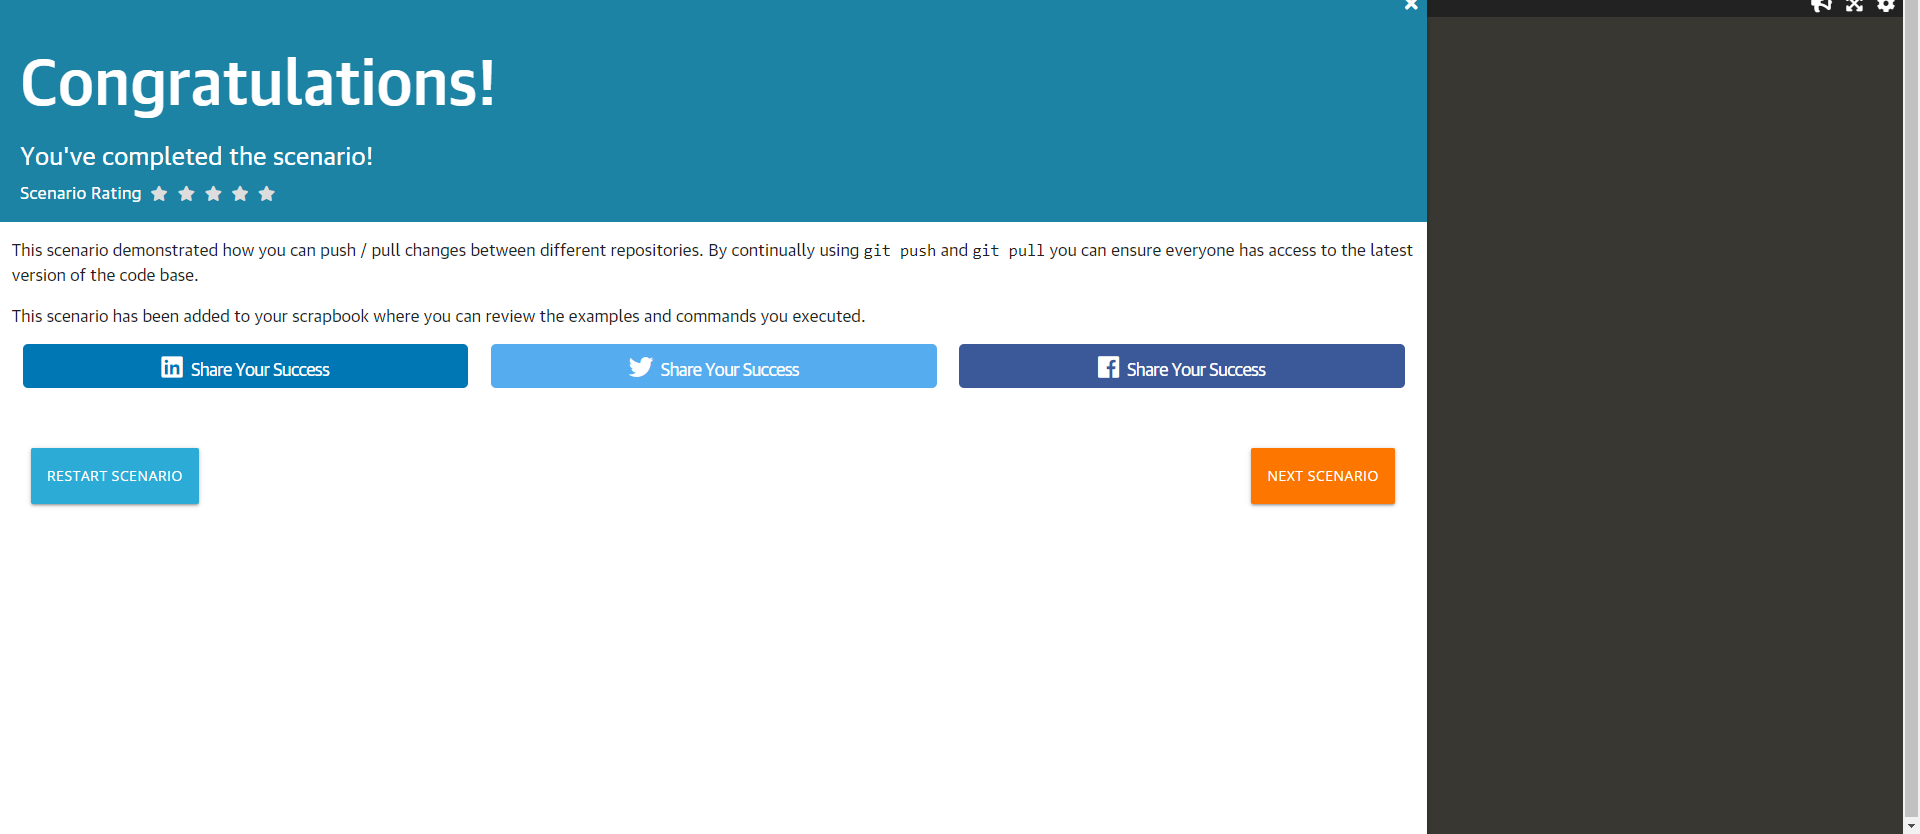 Congratulations!
You've completed the scenario!
Scenario Rating
This scenario demonstrated how you can push / pull changes between different repositories. By continually using git push and git pull you can ensure everyone has access to the latest
version of the code base.
This scenario has been added to your scrapbook where you can review the examples and commands you executed.
Share Your Success
Share Your Success
Share Your Success
RESTART SCENARIO
NEXT SCENARIO